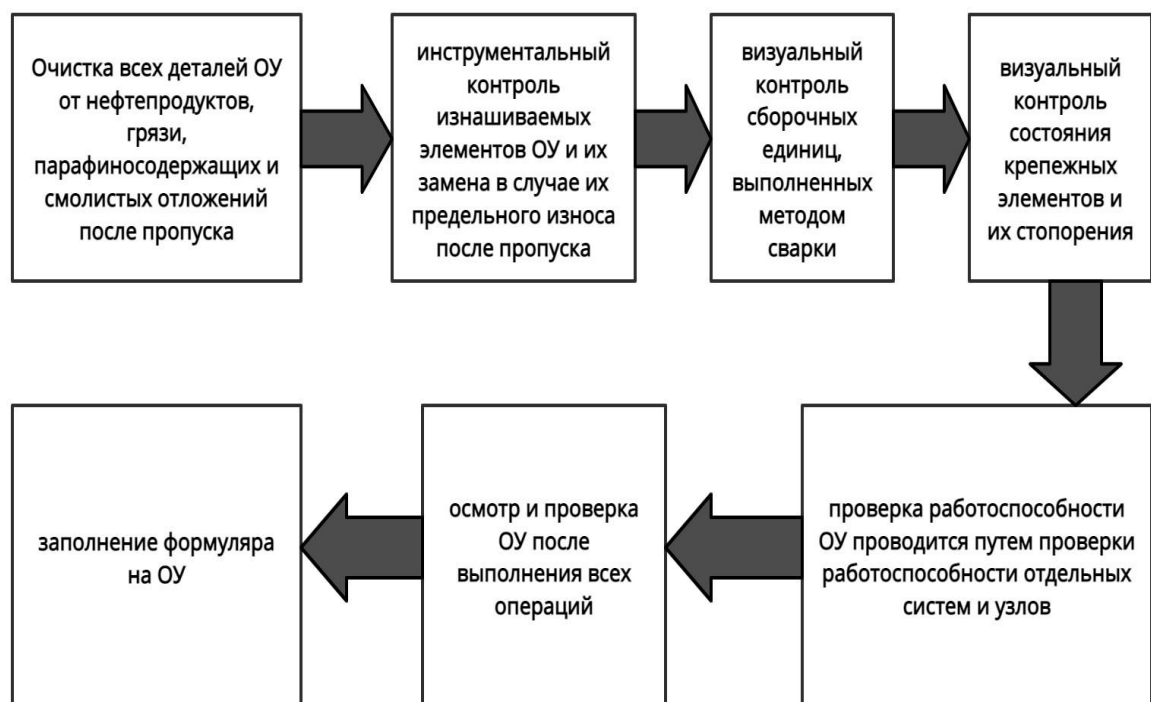 Очистка всех деталей ОУ
от нефтепродуктов,
грязи,
парафиносодержащих и
смолистых отложений
после пропуска
инструментальный
контроль
изнашиваемых
элементов ОУ и их
замена в случае их
предельного износа
после пропуска
визуальный
контроль
сборочных
единиц,
выполненных
методом
сварки
визуальный
контроль
состояния
крепежных
элементов и
их стопорения
проверка работоспособности
ОУ проводится путем проверки
работоспособности отдельных
систем и узлов
осмотр и проверка
ОУ после
выполнения всех
операций
заполнение формуляра
на ОУ